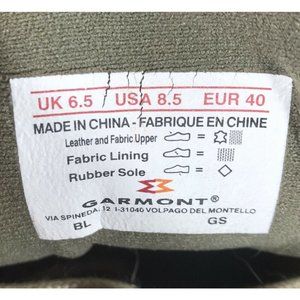 UK 6.5 USA 8.5 EUR 40
MADE IN CHINA - FABRIQUE EN CHINE
Leather and Fabric Upper =
Fabric Lining =
Rubber Sole =
GARMONT®
VIA SPINEDA, 12 I-31040 VOLPAGO DEL MONTELLO
BL GS